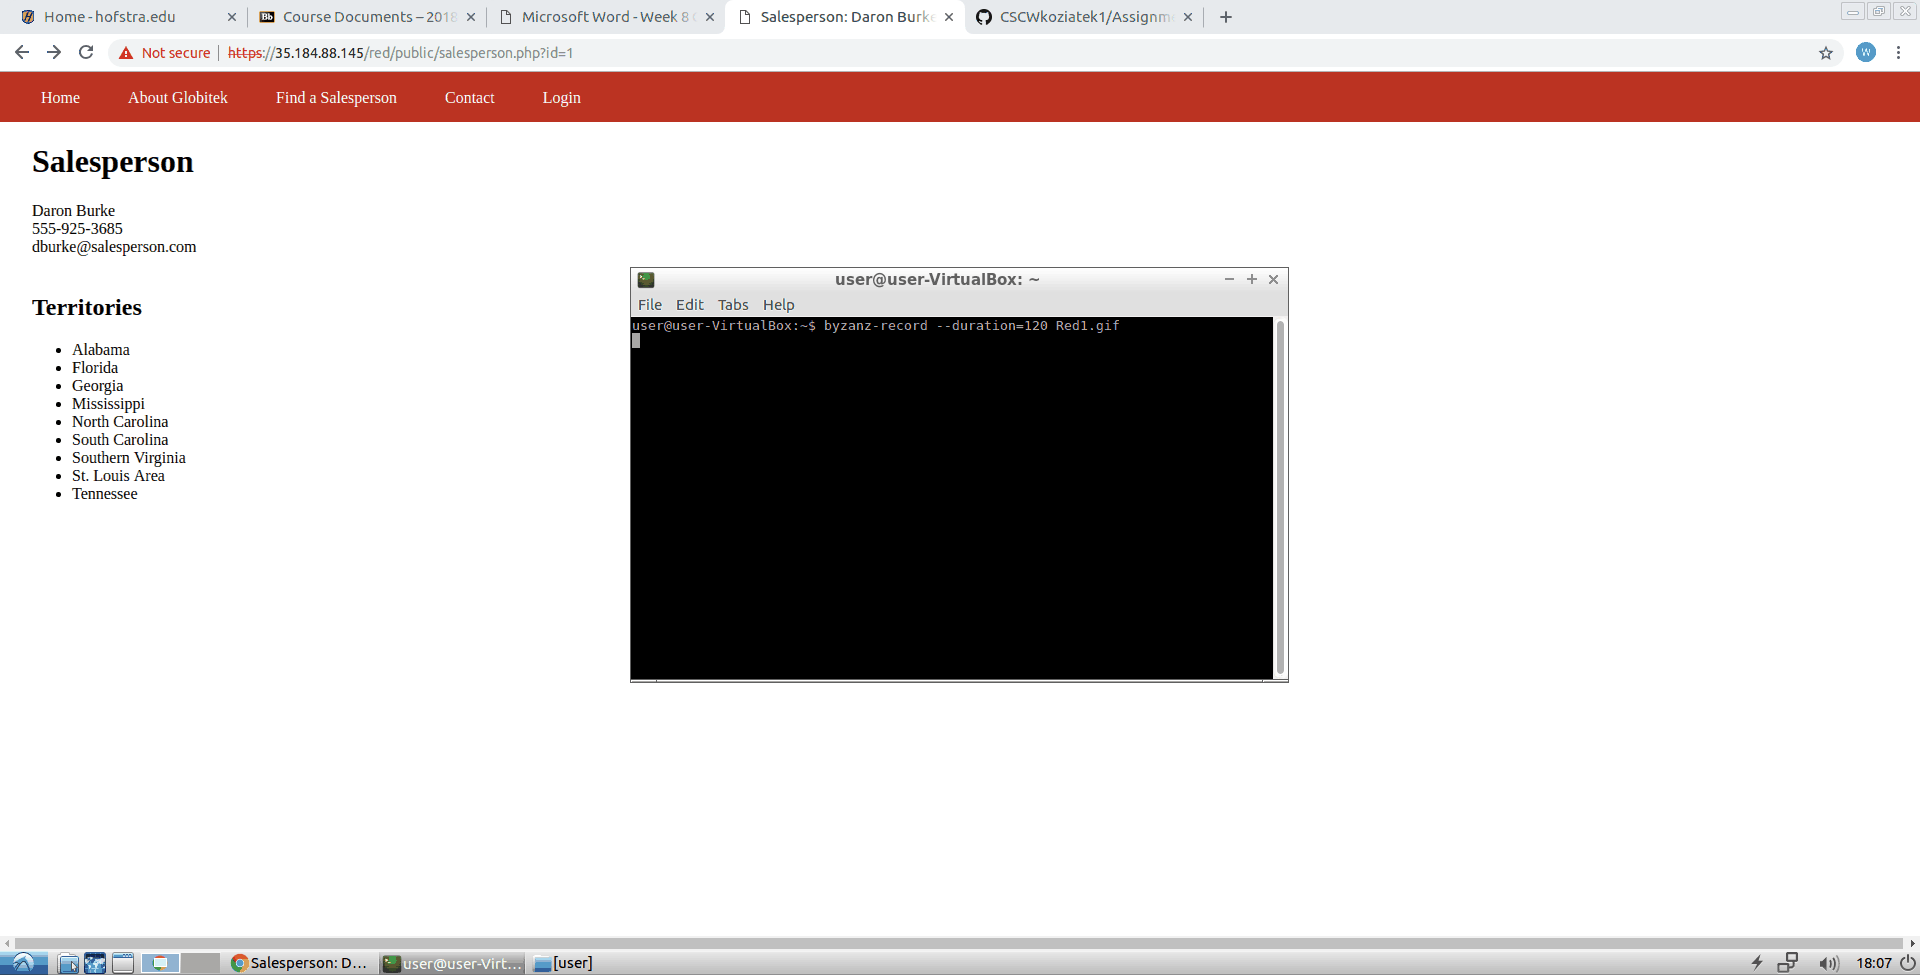 Home - hofstra.edu
Course Documents – 2018
Microsoft Word - Week 8
Salesperson: Daron Burke
CSCWkoziatek1/Assignm
Not secure
https://35.184.88.145/red/public/salesperson.php?id=1
W
Home
About Globitek
Find a Salesperson
Contact
Login
Salesperson
Daron Burke
555-925-3685
dburke@salesperson.com
Territories
Alabama
Florida
Georgia
Mississippi
North Carolina
South Carolina
Southern Virginia
St. Louis Area
Tennessee
user@user-VirtualBox: ~
File
Edit
Tabs
Help
user@user-VirtualBox:~$ byzanz-record --duration=120 Red1.gif
Salesperson: D...
user@user-Virt...
[user]
18:07